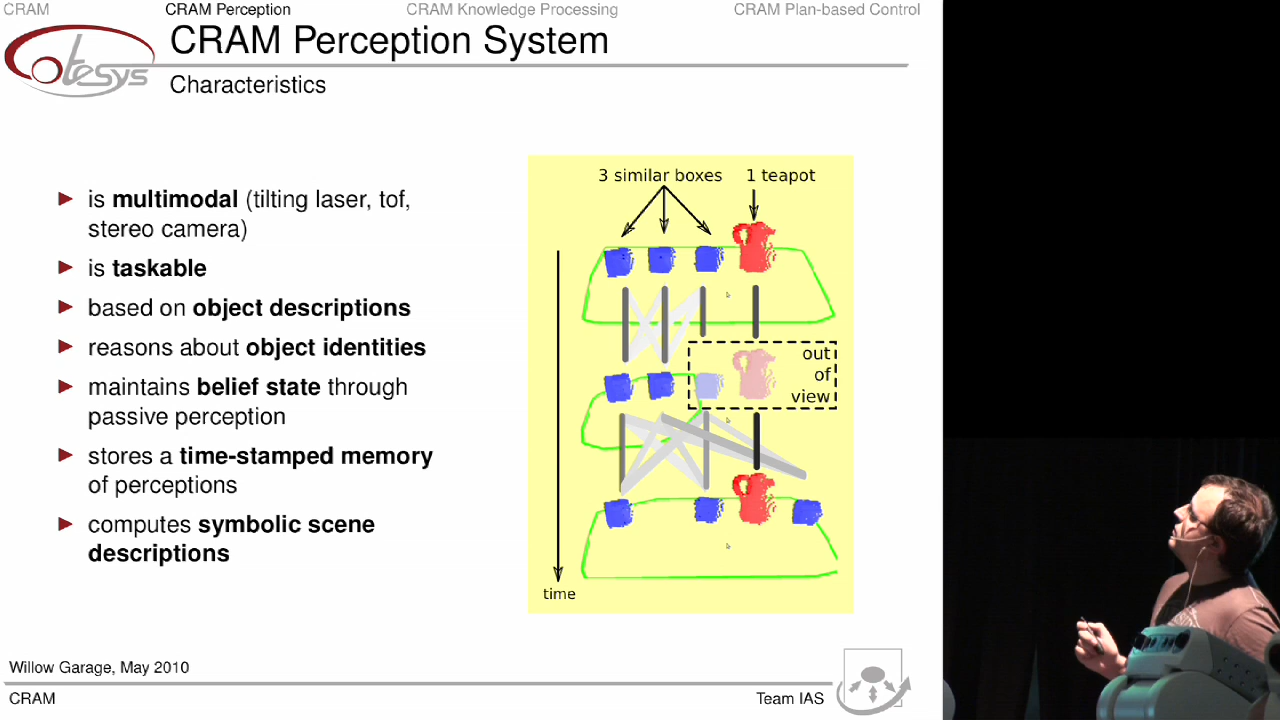 CRAM CRAM Perception CRAM Knowledge Processing CRAM Plan-based Control
otesys
CRAM Perception System
Characteristics
is multimodal (tilting laser, tof,
stereo camera)
is taskable
based on object descriptions
reasons about object identities
maintains belief state through
passive perception
stores a time-stamped memory
of perceptions
computes symbolic scene
descriptions
3 similar boxes 1 teapot
out
of
view
time
Willow Garage, May 2010
CRAM Team IAS